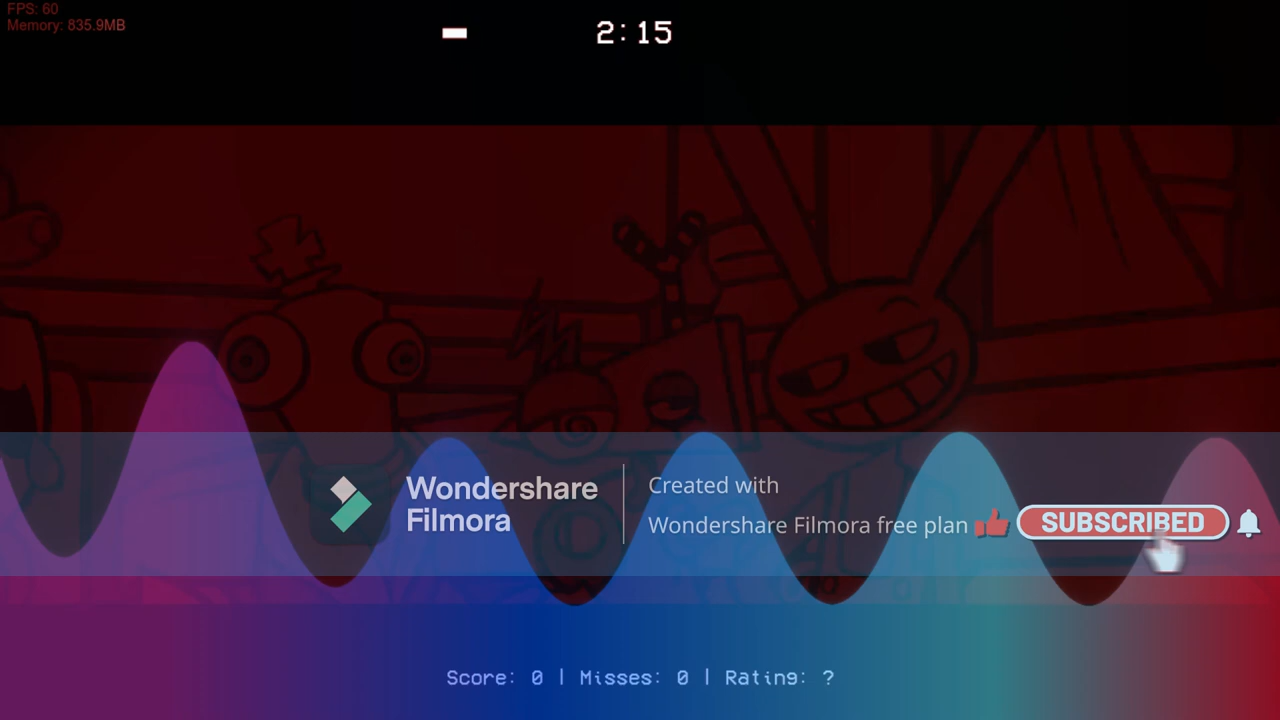 FPS: 60
Memory: 835.9MB
2:15
Wondershare
Filmora
Created with
Wondershare Filmora free plan
SUBSCRIBED
Score: 0 | Misses: 0 | Rating: ?